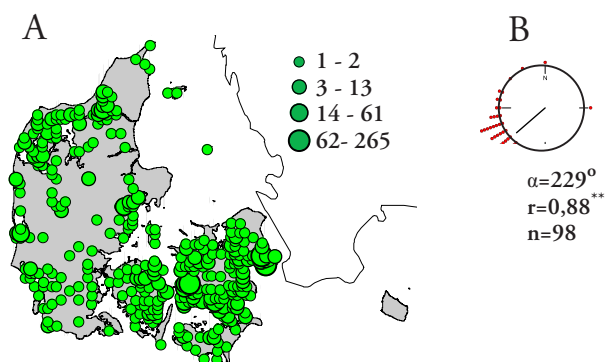 A
1 - 2
3 - 13
14 - 61
62- 265
B
N
α=229°
r=0,88**
n=98